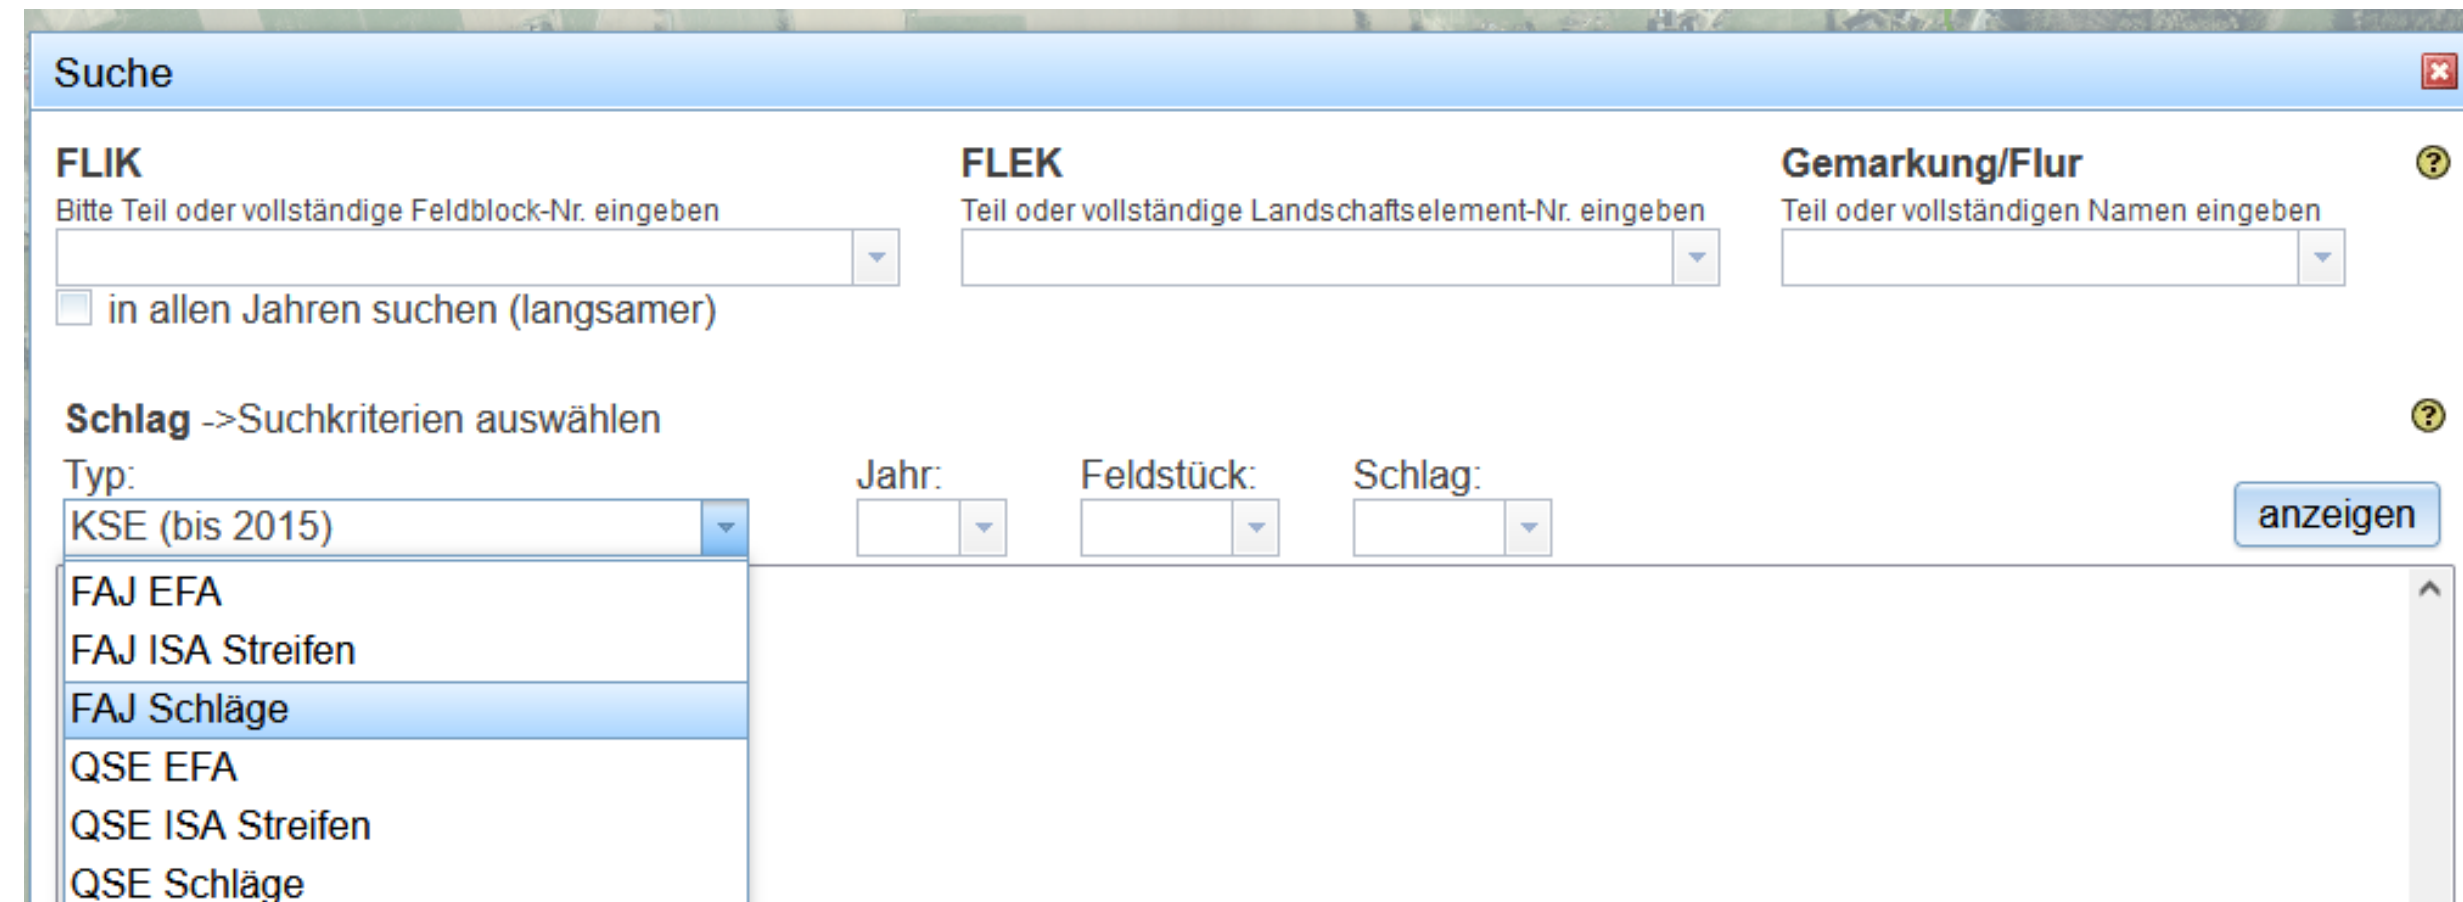 Suche
FLIK FLEK Gemarkung/Flur
Bitte Teil oder vollständige Feldblock-Nr. eingeben Teil oder vollständige Landschaftselement-Nr. eingeben Teil oder vollständigen Namen eingeben
in allen Jahren suchen (langsamer)
Schlag ->Suchkriterien auswählen
Typ: Jahr: Feldstück: Schlag:
KSE (bis 2015) anzeigen
FAJ EFA
FAJ ISA Streifen
FAJ Schläge
QSE EFA
QSE ISA Streifen
QSE Schläge